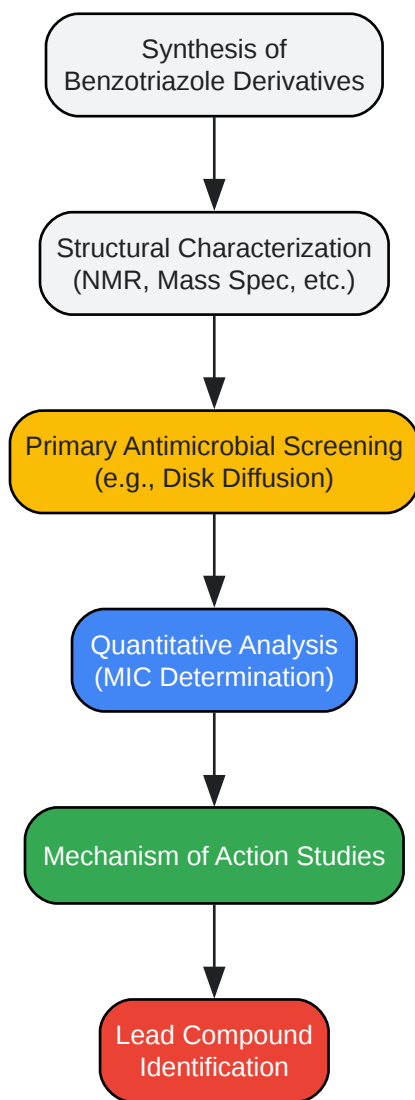 Synthesis of
Benzotriazole Derivatives
Structural Characterization
(NMR, Mass Spec, etc.)
Primary Antimicrobial Screening
(e.g., Disk Diffusion)
Quantitative Analysis
(MIC Determination)
Mechanism of Action Studies
Lead Compound
Identification